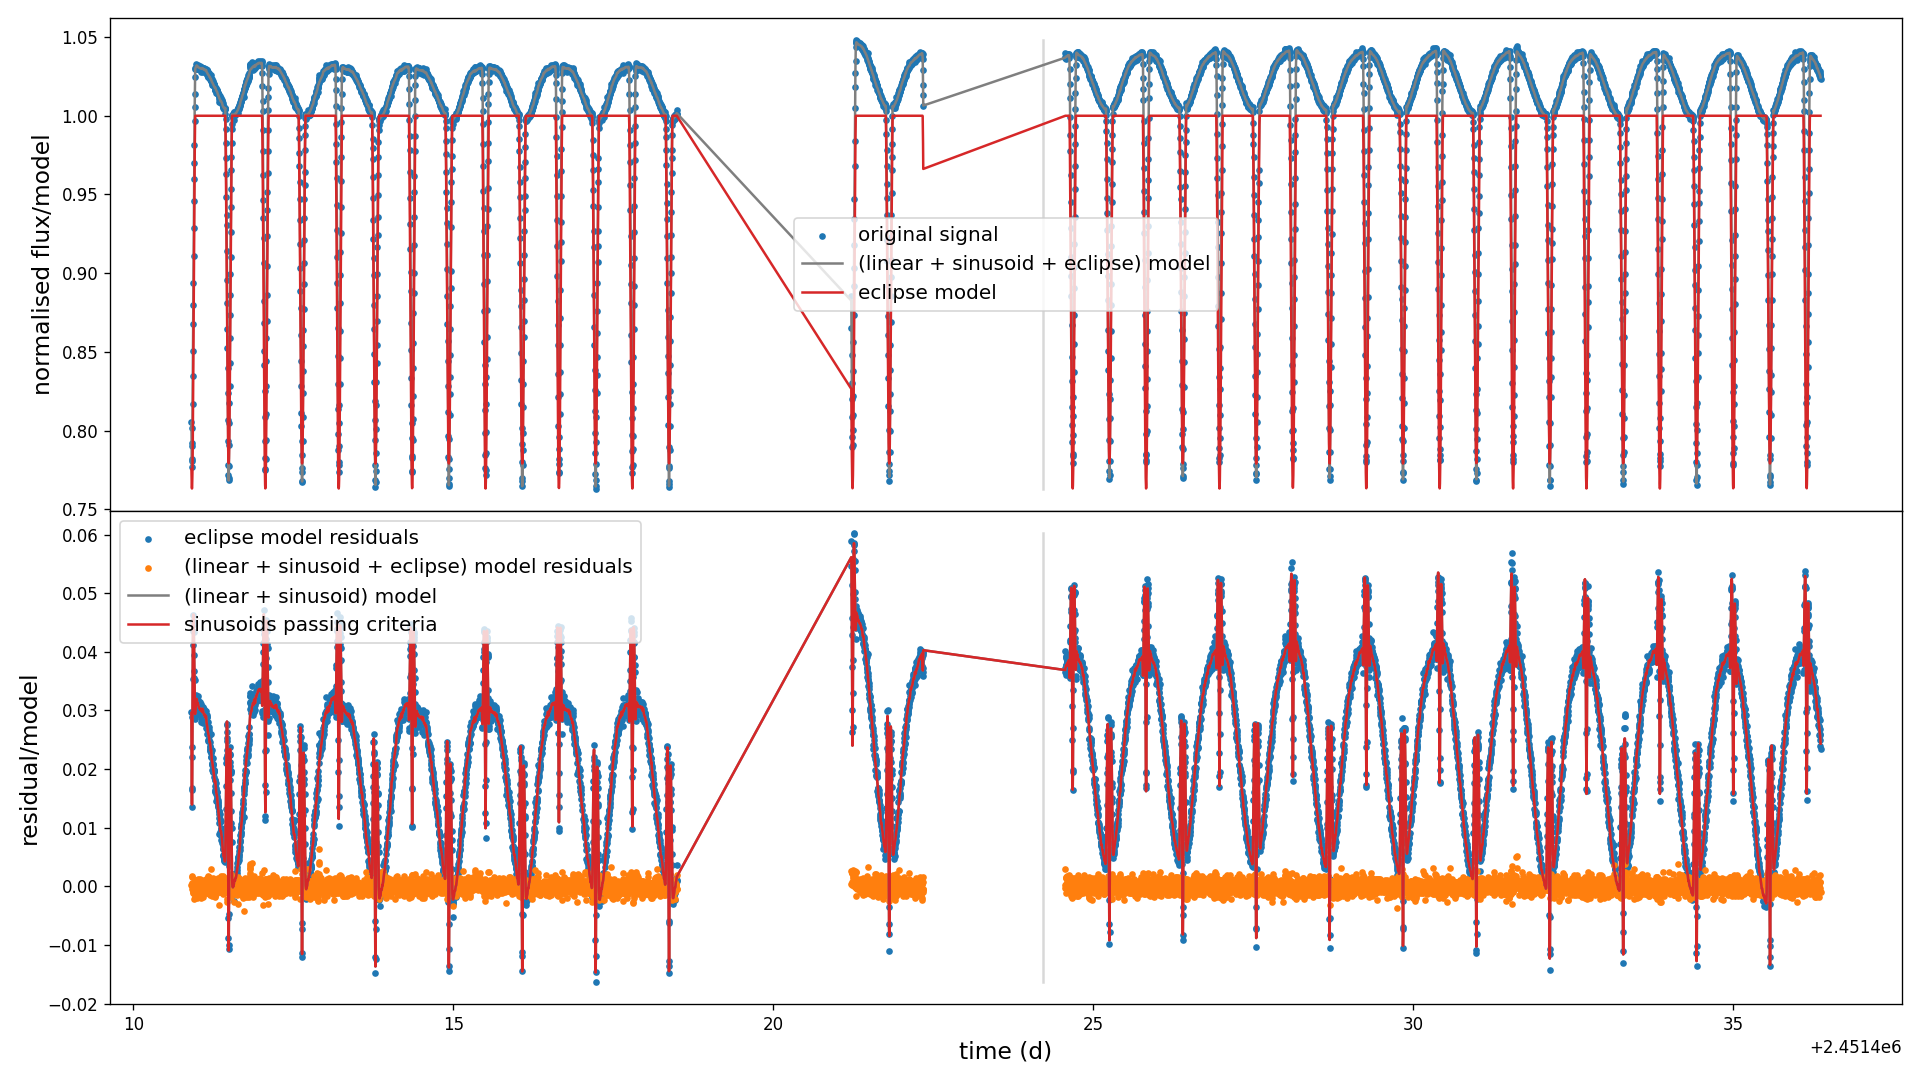 normalised flux/model
1.05
1.00
0.95
0.90
0.85
0.80
0.75
original signal
(linear + sinusoid + eclipse) model
eclipse model
residual/model
0.06
0.05
0.04
0.03
0.02
0.01
0.00
−0.01
−0.02
eclipse model residuals
(linear + sinusoid + eclipse) model residuals
(linear + sinusoid) model
sinusoids passing criteria
10 15 20 25 30 35
time (d)
+2.4514e6